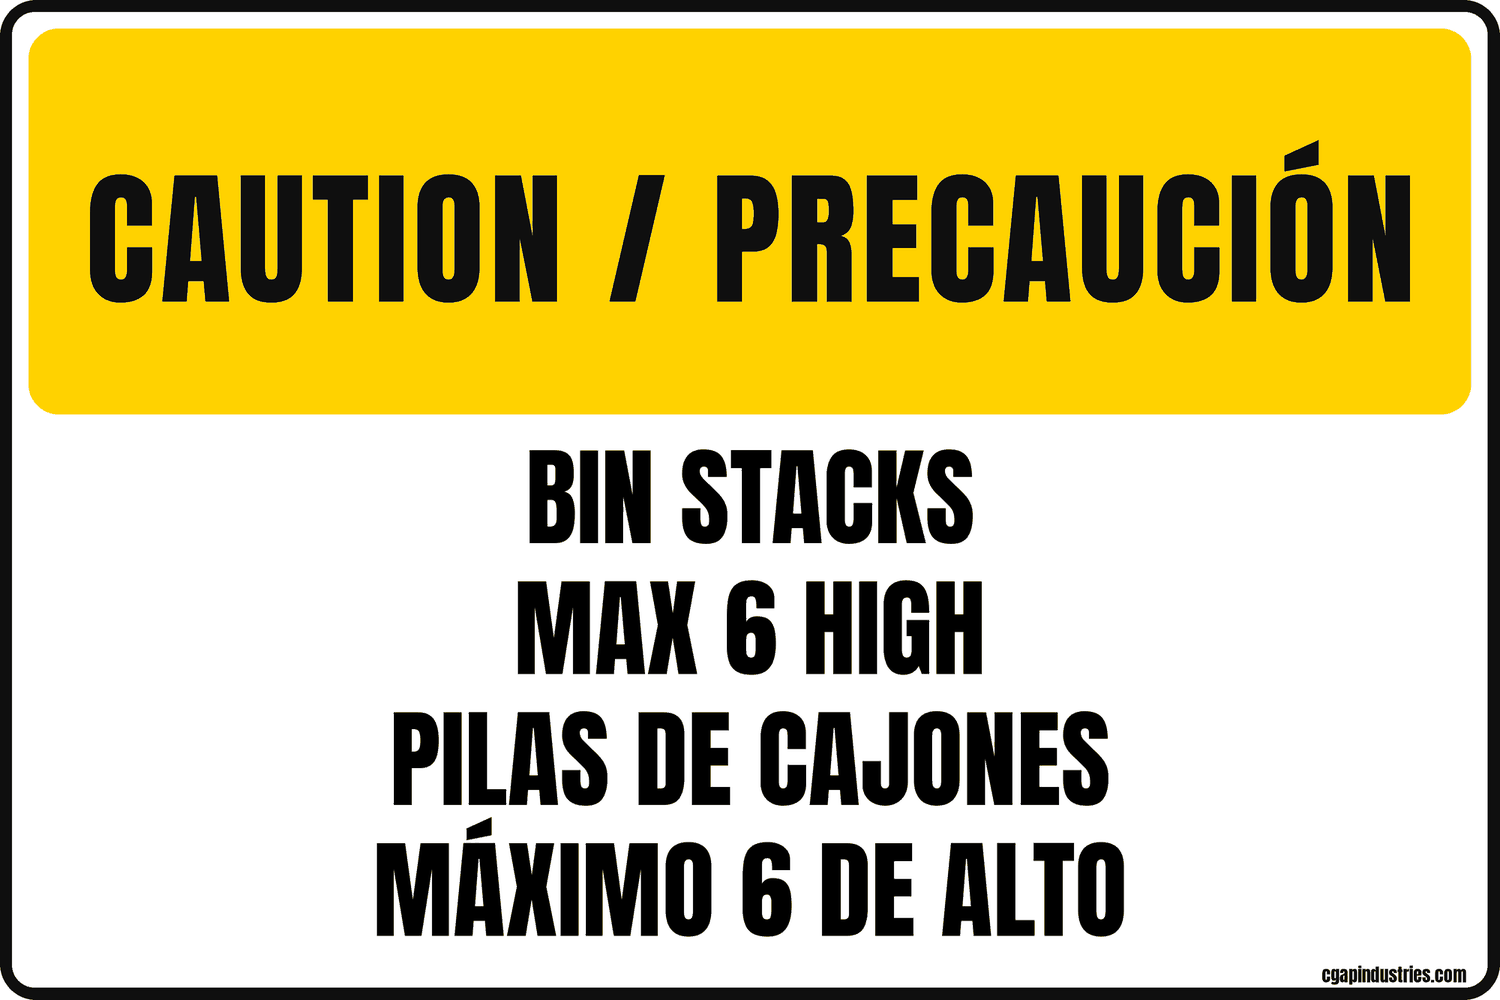 CAUTION / PRECAUCIÓN
BIN STACKS
MAX 6 HIGH
PILAS DE CAJONES
MÁXIMO 6 DE ALTO
cgapindustries.com